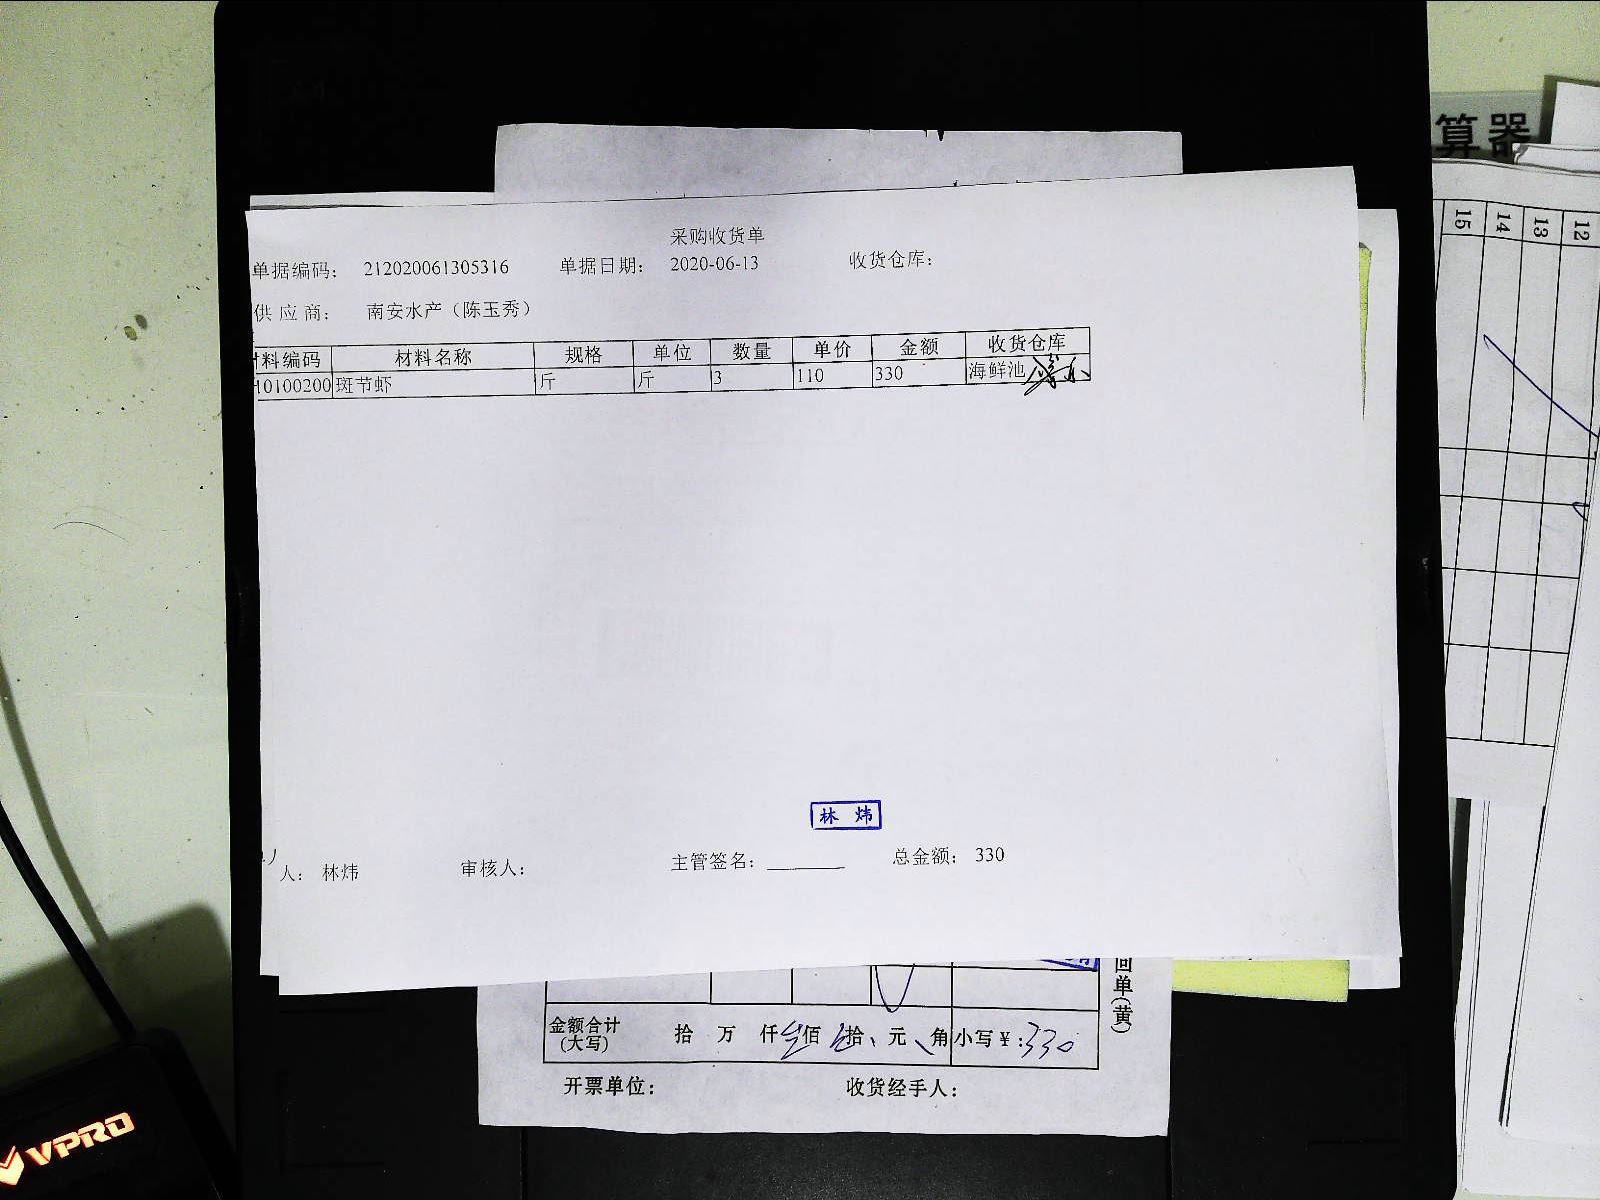 采购收货单
单据编码： 212020061305316 单据日期： 2020-06-13 收货仓库：
供 应 商： 南安水产（陈玉秀）
料编码 材料名称 规格 单位 数量 单价 金额 收货仓库
10100200 斑节虾 斤 斤 3 110 330 海鲜池
林 炜
人： 林炜 审核人： 主管签名： 总金额： 330
回单(黄)
金额合计 拾 万 仟 佰 拾 元 角 小写￥: 330
(大写)
开票单位： 收货经手人：
算器
15 14 13 12
VPRO